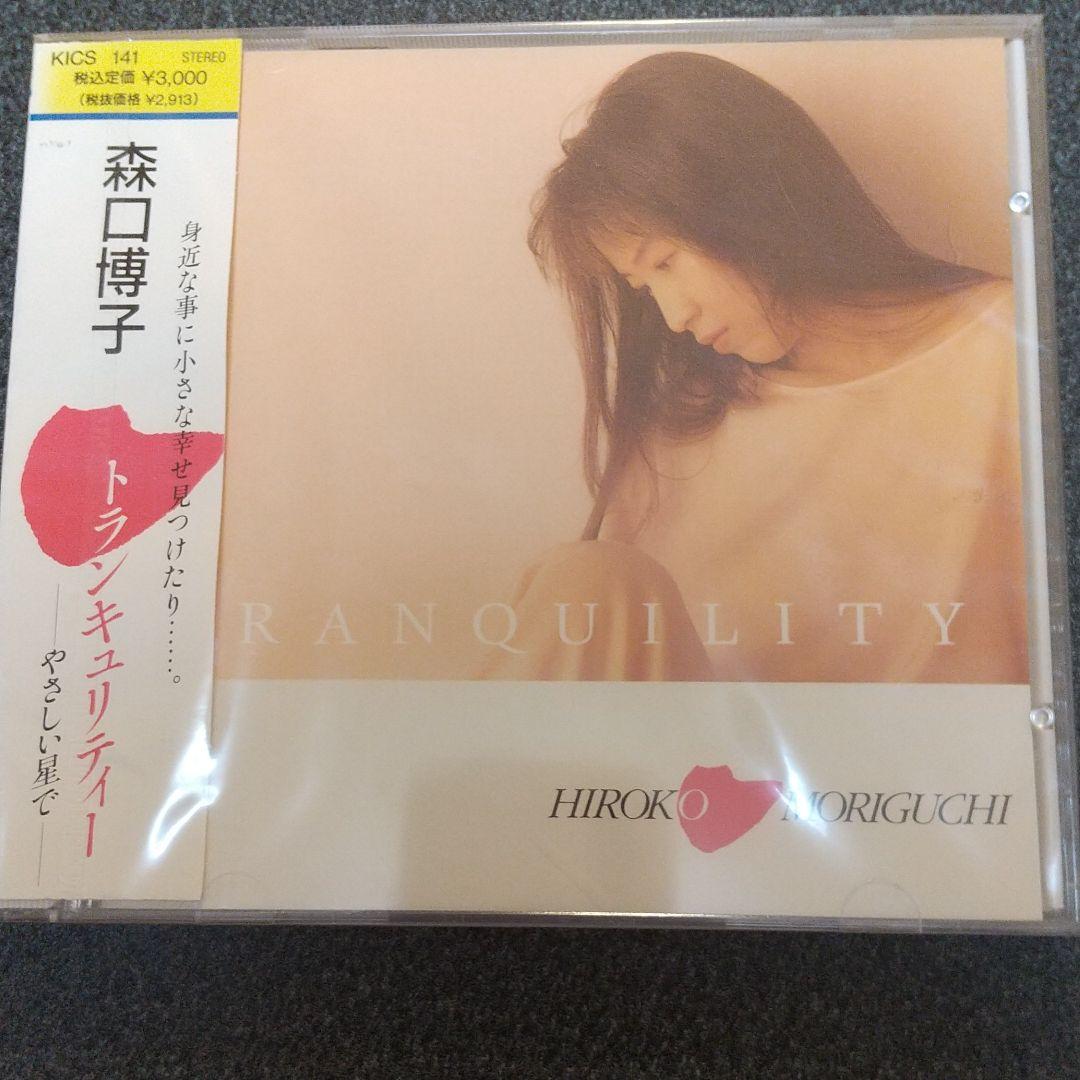 KICS 141 STEREO
税込定価 ¥3,000
(税抜価格 ¥2,913)
森口博子
身近な事に小さな幸せ見つけたり……。
トランキュリティー
—やさしい星で—
RANQUILITY
HIROKO MORIGUCHI